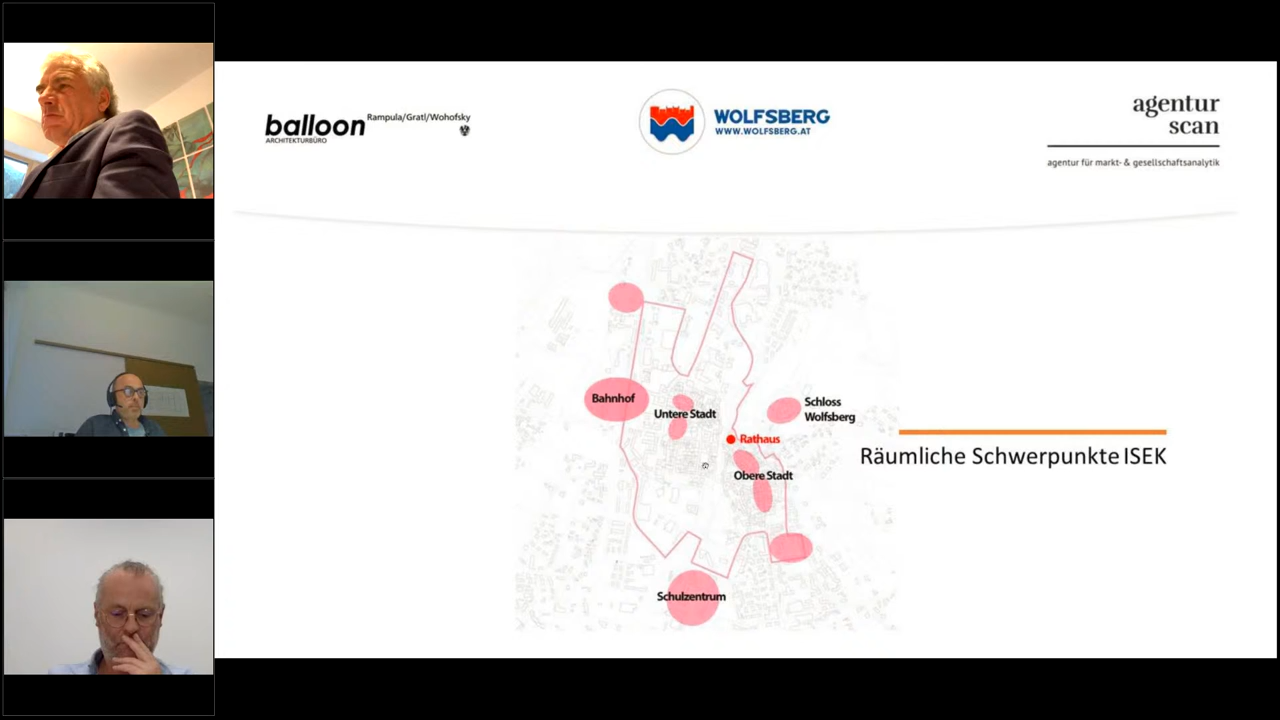 balloon
Rampula/Gratl/Wohofsky
ARCHITEKTURBÜRO
WOLFSBERG
WWW.WOLFSBERG.AT
agentur
scan
agentur für markt- & gesellschaftsanalytik
Bahnhof
Untere Stadt
Schloss
Wolfsberg
Rathaus
Obere Stadt
Schulzentrum
Räumliche Schwerpunkte ISEK